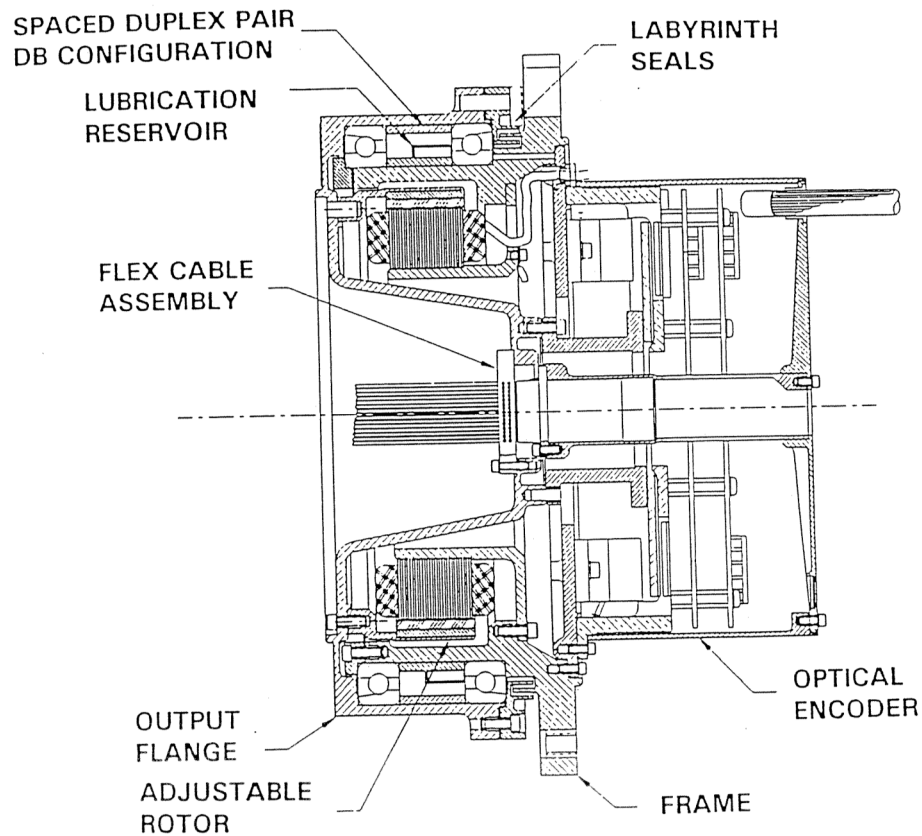 SPACED DUPLEX PAIR
DB CONFIGURATION
LABYRINTH
SEALS
LUBRICATION
RESERVOIR
FLEX CABLE
ASSEMBLY
OPTICAL
ENCODER
OUTPUT
FLANGE
ADJUSTABLE
ROTOR
FRAME